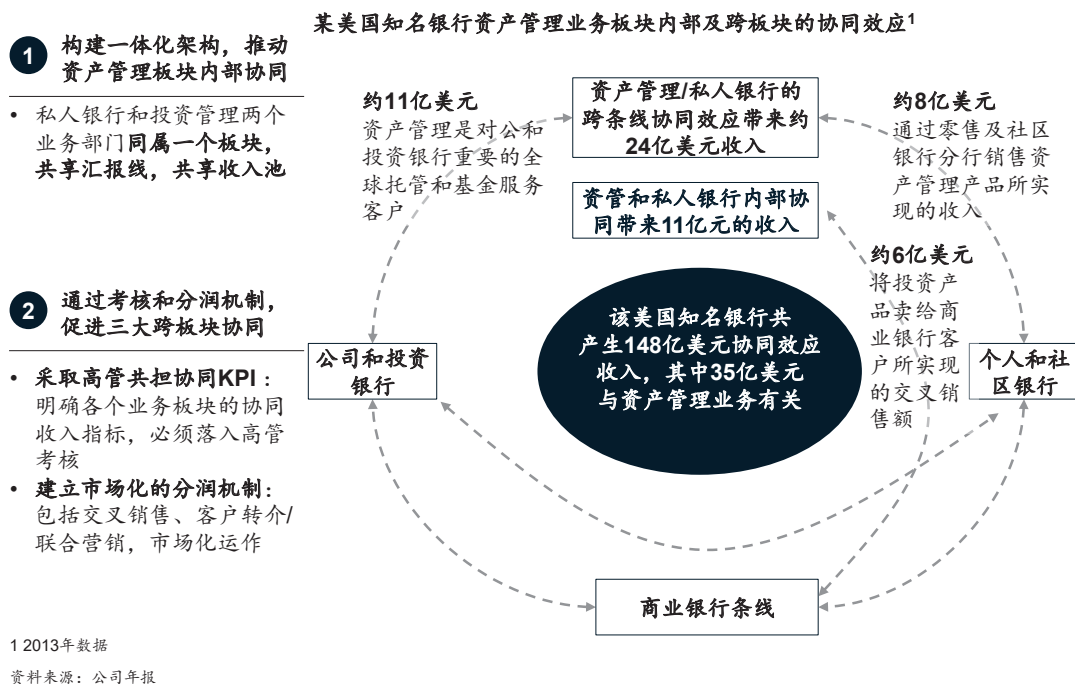 某美国知名银行资产管理业务板块内部及跨板块的协同效应1
1
构建一体化架构，推动
资产管理板块内部协同
• 私人银行和投资管理两个
业务部门同属一个板块，
共享汇报线，共享收入池
2
通过考核和分润机制，
促进三大跨板块协同
• 采取高管共担协同KPI：
明确各个业务板块的协同
收入指标，必须落入高管
考核
• 建立市场化的分润机制：
包括交叉销售、客户转介/
联合营销，市场化运作
约11亿美元
资产管理是对公和
投资银行重要的全
球托管和基金服务
客户
资产管理/私人银行的
跨条线协同效应带来约
24亿美元收入
资管和私人银行内部协
同带来11亿元的收入
约8亿美元
通过零售及社区
银行分行销售资
产管理产品所实
现的收入
约6亿美元
将投资产
品卖给商
业银行客
户所实现
的交叉销
售额
该美国知名银行共
产生148亿美元协同效应
收入，其中35亿美元
与资产管理业务有关
公司和投资
银行
个人和社
区银行
商业银行条线
1 2013年数据
资料来源：公司年报